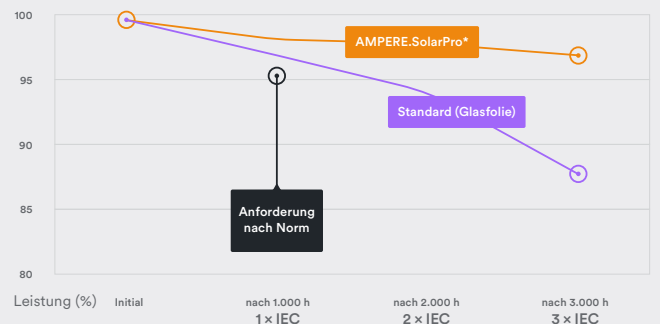 100
AMPERE.SolarPro*
95
Standard (Glasfolie)
90
85
Anforderung
nach Norm
80
Leistung (%)
Initial
nach 1.000 h
1 × IEC
nach 2.000 h
2 × IEC
nach 3.000 h
3 × IEC